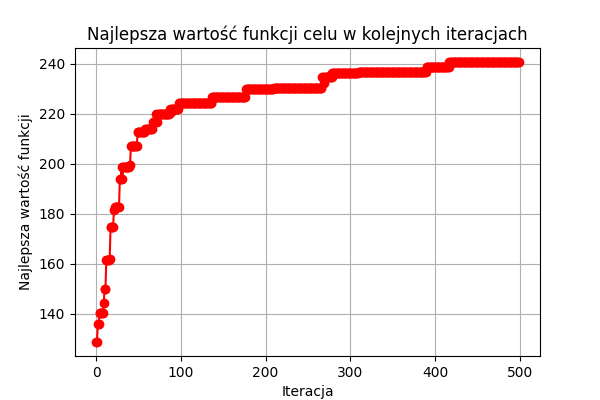 Najlepsza wartość funkcji celu w kolejnych iteracjach
Najlepsza wartość funkcji
240
220
200
180
160
140
0 100 200 300 400 500
Iteracja